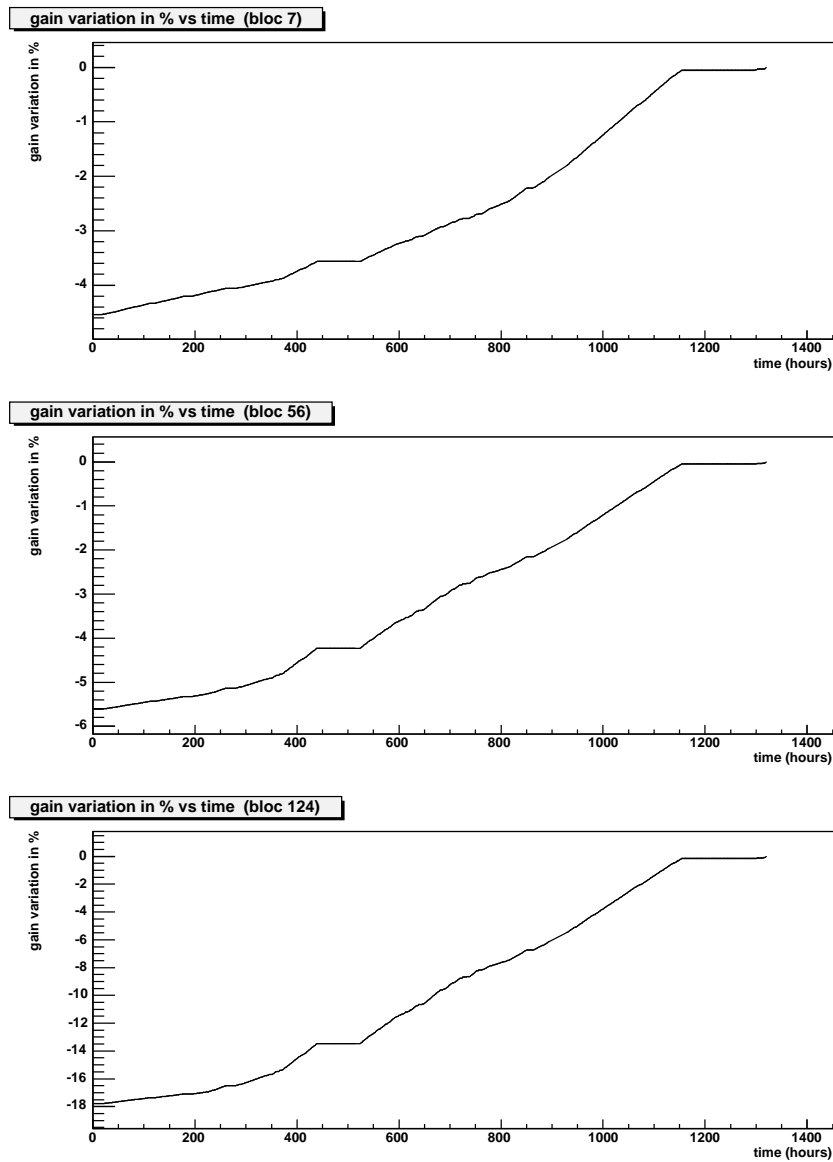 gain variation in % vs time (bloc 7)
gain variation in %
0
-1
-2
-3
-4
0 200 400 600 800 1000 1200 1400
time (hours)
gain variation in % vs time (bloc 56)
gain variation in %
0
-1
-2
-3
-4
-5
-6
0 200 400 600 800 1000 1200 1400
time (hours)
gain variation in % vs time (bloc 124)
gain variation in %
0
-2
-4
-6
-8
-10
-12
-14
-16
-18
0 200 400 600 800 1000 1200 1400
time (hours)